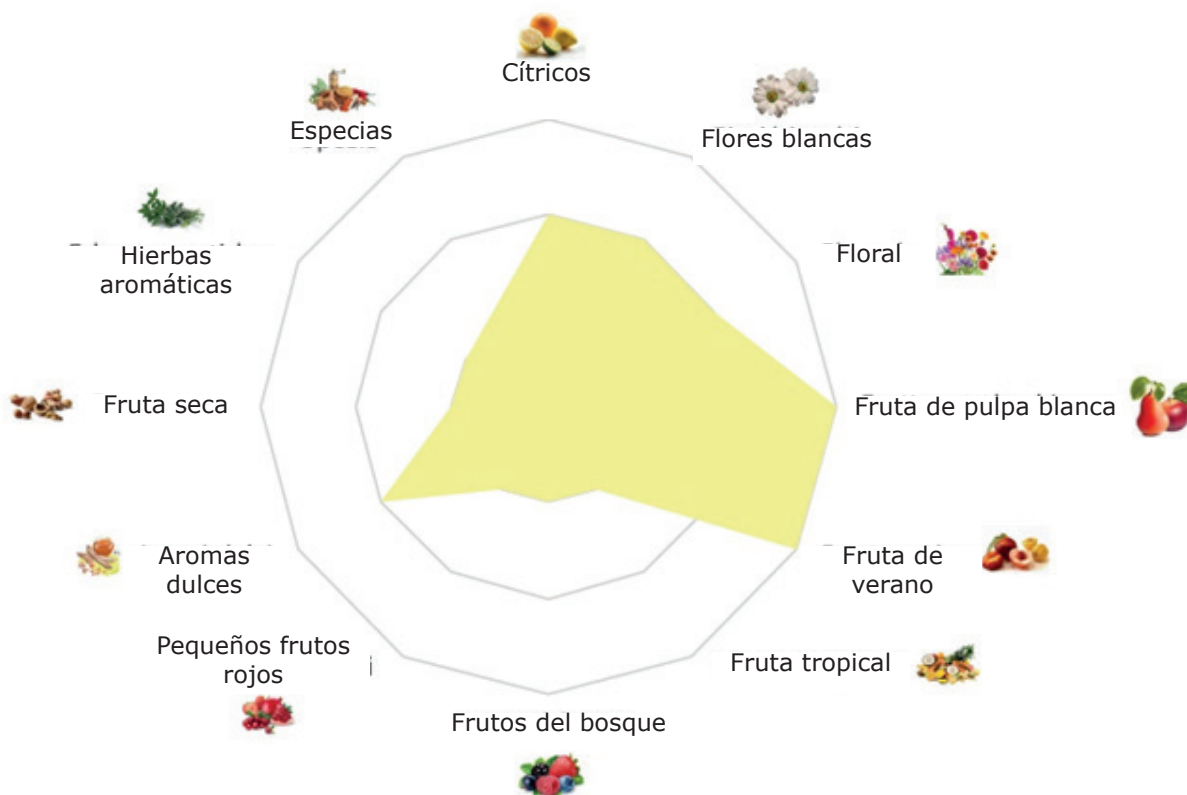 Cítricos
Flores blancas
Floral
Fruta de pulpa blanca
Fruta de
verano
Fruta tropical
Frutos del bosque
Pequeños frutos
rojos
Aromas
dulces
Fruta seca
Hierbas
aromáticas
Especias